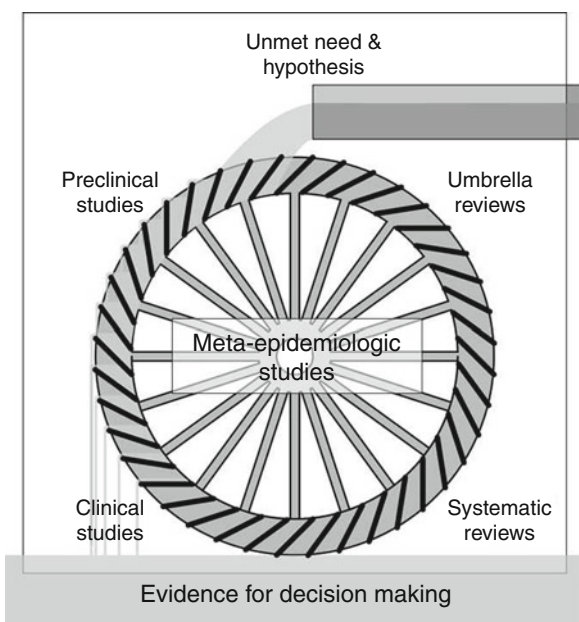 Unmet need &
hypothesis
Preclinical
studies
Umbrella
reviews
Meta-epidemiologic
studies
Clinical
studies
Systematic
reviews
Evidence for decision making